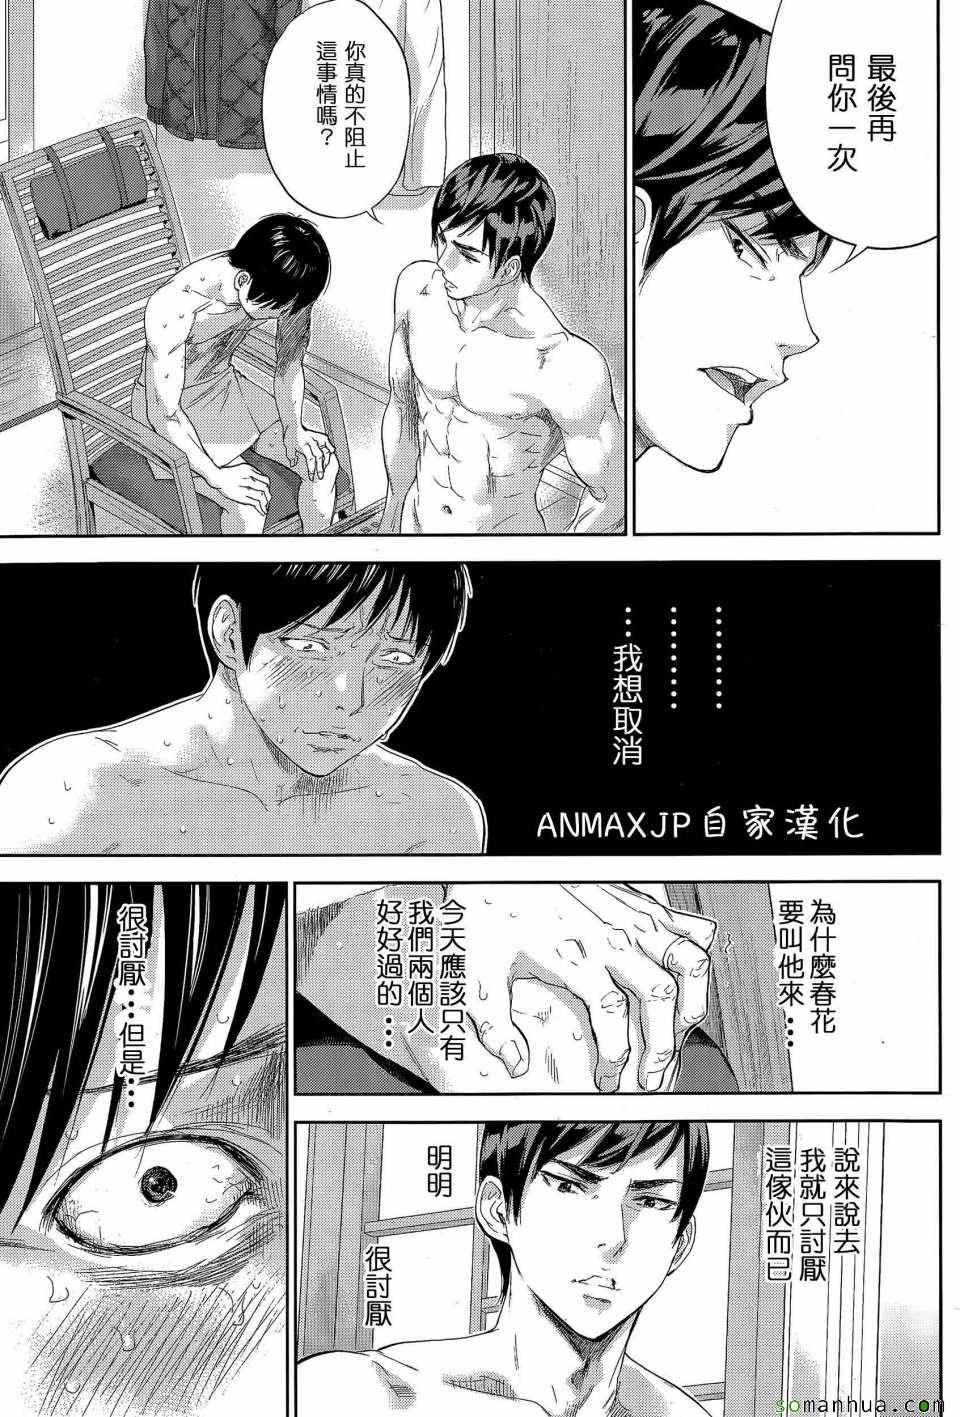 最後再
問你一次
你真的不阻止
這事情嗎？
………
………
…我想取消
ANMAXJP自家漢化
為什麼春花
要叫他來…
今天應該只有
我們兩個人
好好過的…
說來說去
我就只討厭
這傢伙而已
明明
很討厭
很討厭…但是…
somanhua.com